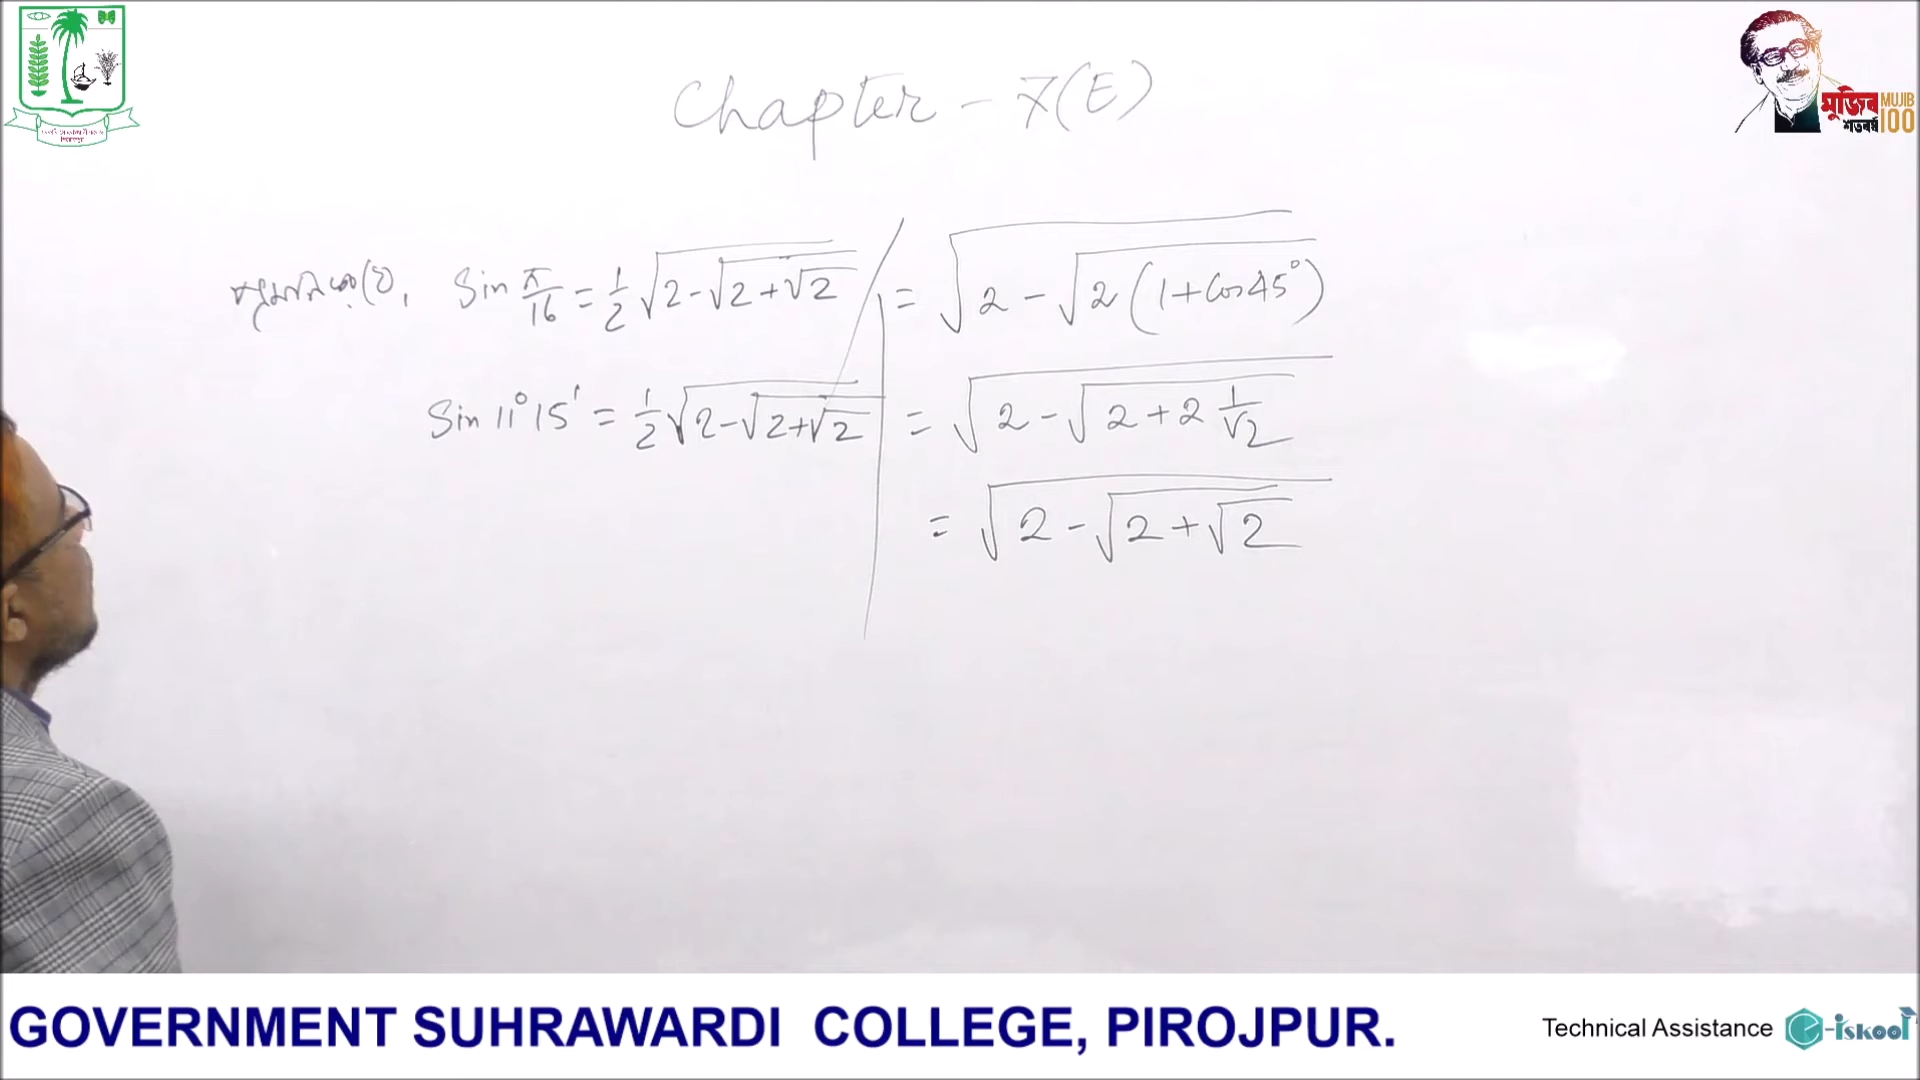 Chapter - 7(E)
Sin π/16 = 1/2 √(2-√(2+√2))
Sin 11° 15' = 1/2 √(2-√(2+√2))
= √(2 - √(2(1+Cos45°)))
= √(2 - √(2 + 2 1/√2))
= √(2 - √(2 + √2))
মুজিব
শতবর্ষ
MUJIB
100
GOVERNMENT SUHRAWARDI COLLEGE, PIROJPUR.
Technical Assistance e-iskool